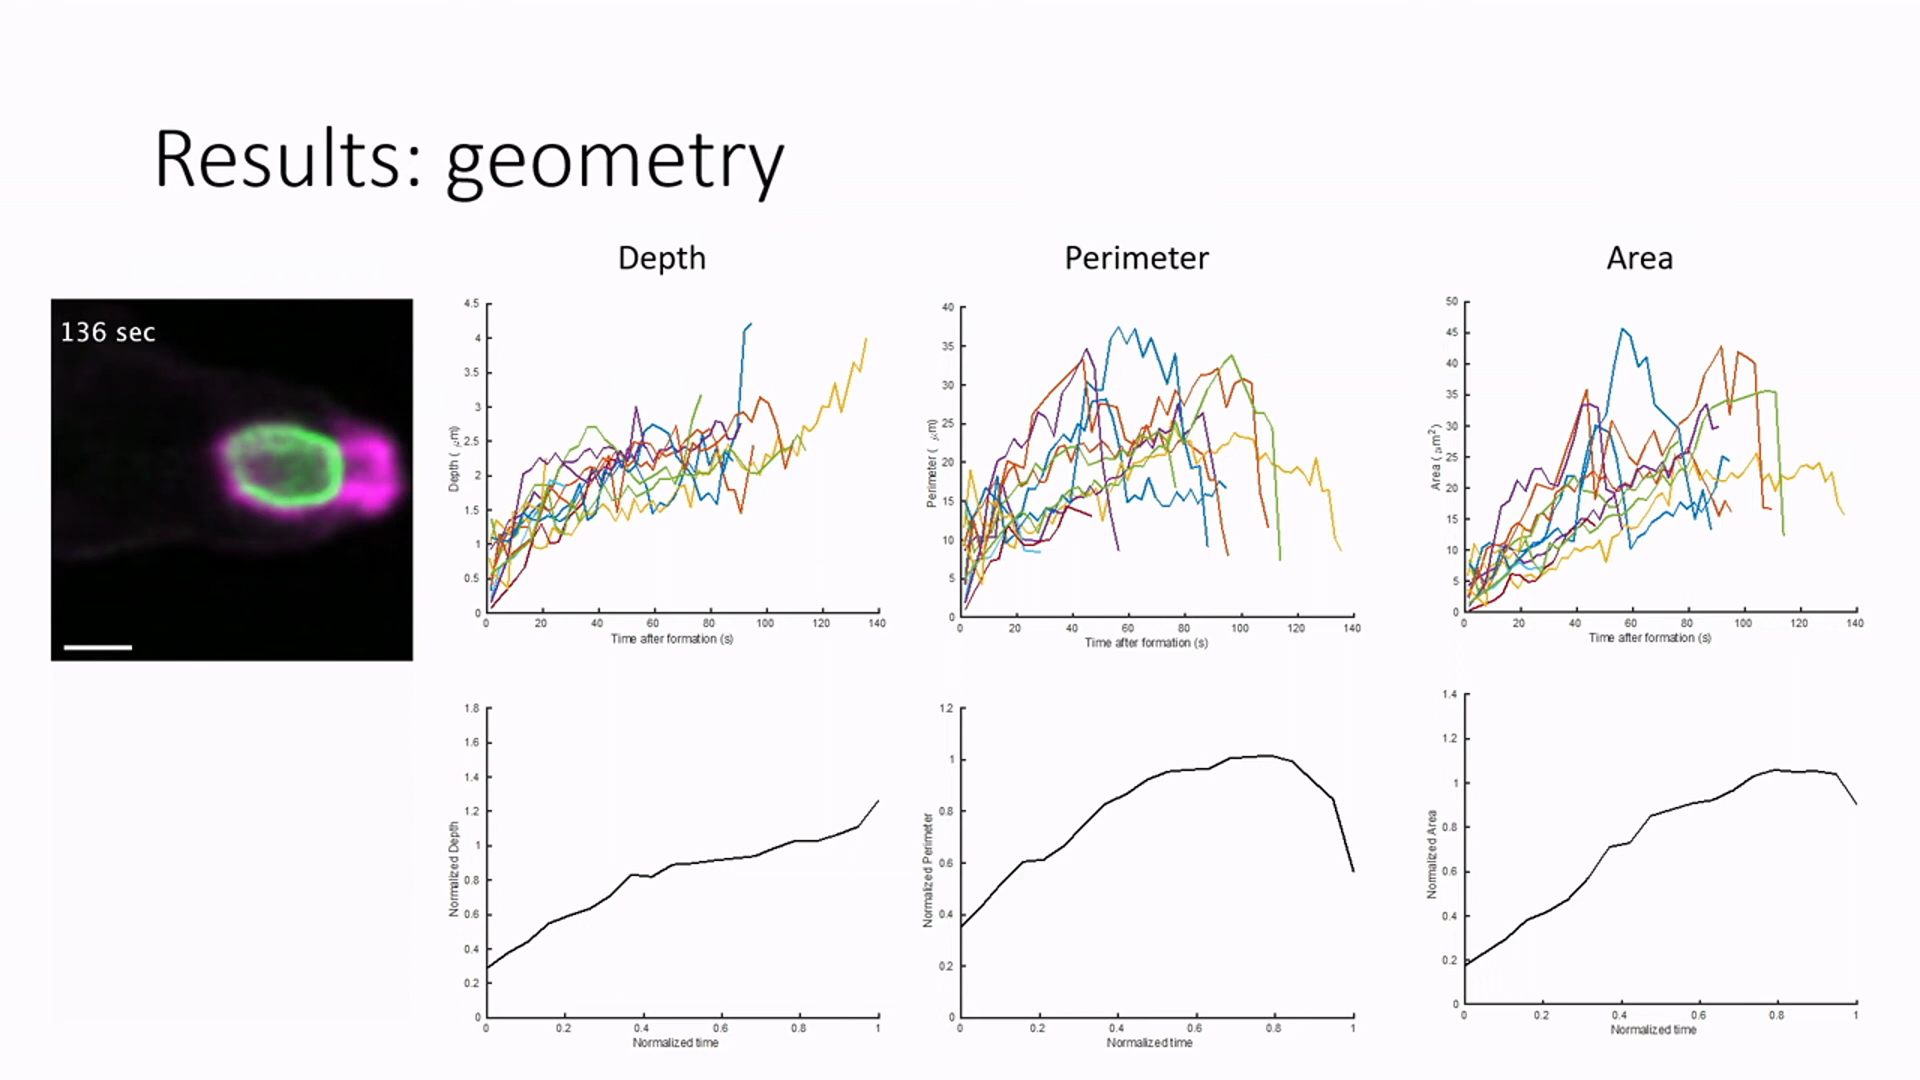 Results: geometry
Depth
Perimeter
Area
136 sec
4.5
4
3.5
3
2.5
2
1.5
1
0.5
0
Depth ( μm)
0 20 40 60 80 100 120 140
Time after formation (s)
40
35
30
25
20
15
10
5
0
Perimeter ( μm)
0 20 40 60 80 100 120 140
Time after formation (s)
50
45
40
35
30
25
20
15
10
5
0
Area ( μm²)
0 20 40 60 80 100 120 140
Time after formation (s)
1.8
1.6
1.4
1.2
1
0.8
0.6
0.4
0.2
0
Normalized Depth
0 0.2 0.4 0.6 0.8 1
Normalized time
1.2
1
0.8
0.6
0.4
0.2
0
Normalized Perimeter
0 0.2 0.4 0.6 0.8 1
Normalized time
1.4
1.2
1
0.8
0.6
0.4
0.2
0
Normalized Area
0 0.2 0.4 0.6 0.8 1
Normalized time